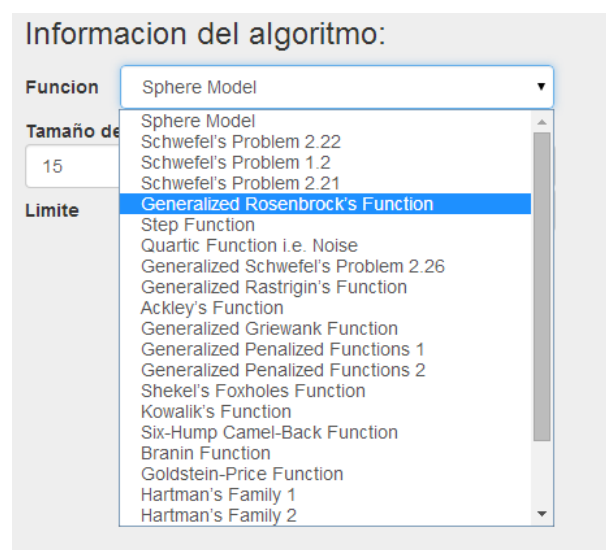 Informacion del algoritmo:
Funcion
Sphere Model
Sphere Model
Schwefel's Problem 2.22
Schwefel's Problem 1.2
Schwefel's Problem 2.21
Generalized Rosenbrock's Function
Step Function
Quartic Function i.e. Noise
Generalized Schwefel's Problem 2.26
Generalized Rastrigin's Function
Ackley's Function
Generalized Griewank Function
Generalized Penalized Functions 1
Generalized Penalized Functions 2
Shekel's Foxholes Function
Kowalik's Function
Six-Hump Camel-Back Function
Branin Function
Goldstein-Price Function
Hartman's Family 1
Hartman's Family 2
Tamaño de
15
Limite